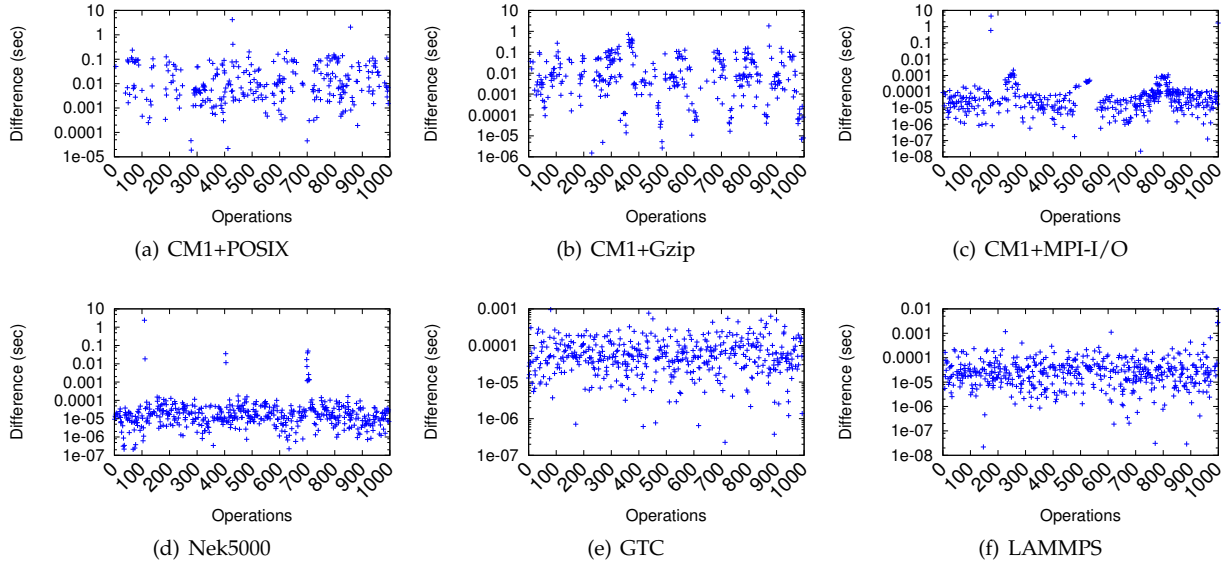 10
1
0.1
0.01
0.001
0.0001
1e-05
Difference (sec)
0 100 200 300 400 500 600 700 800 900 1000
Operations
(a) CM1+POSIX
10
1
0.1
0.01
0.001
0.0001
1e-05
1e-06
Difference (sec)
0 100 200 300 400 500 600 700 800 900 1000
Operations
(b) CM1+Gzip
10
1
0.1
0.01
0.001
0.0001
1e-05
1e-06
1e-07
1e-08
Difference (sec)
0 100 200 300 400 500 600 700 800 900 1000
Operations
(c) CM1+MPI-I/O
10
1
0.1
0.01
0.001
0.0001
1e-05
1e-06
1e-07
Difference (sec)
0 100 200 300 400 500 600 700 800 900 1000
Operations
(d) Nek5000
0.001
0.0001
1e-05
1e-06
1e-07
Difference (sec)
0 100 200 300 400 500 600 700 800 900 1000
Operations
(e) GTC
0.01
0.001
0.0001
1e-05
1e-06
1e-07
1e-08
Difference (sec)
0 100 200 300 400 500 600 700 800 900 1000
Operations
(f) LAMMPS